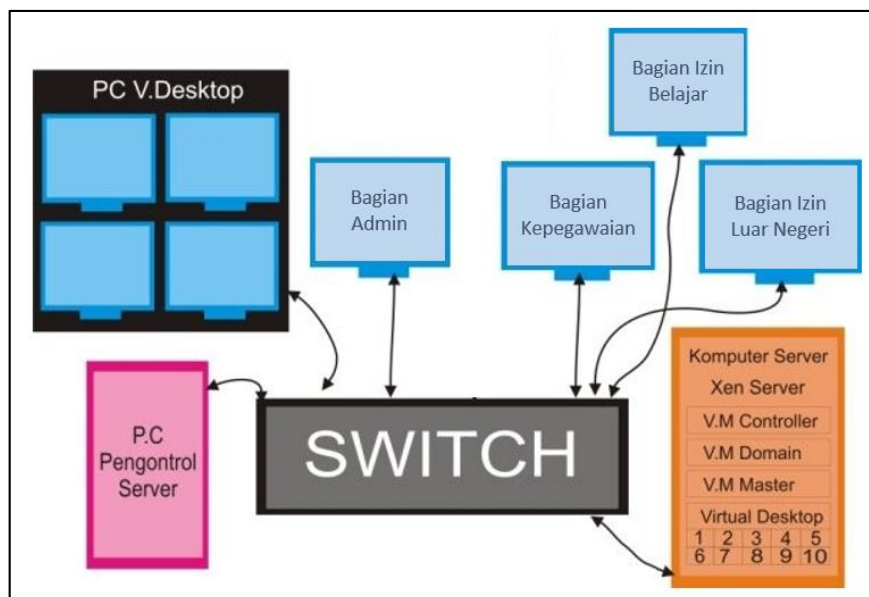 PC V.Desktop
Bagian
Admin
Bagian
Kepegawaian
Bagian Izin
Belajar
Bagian Izin
Luar Negeri
P.C
Pengontrol
Server
SWITCH
Komputer Server
Xen Server
V.M Controller
V.M Domain
V.M Master
Virtual Desktop
1 2 3 4 5
6 7 8 9 10